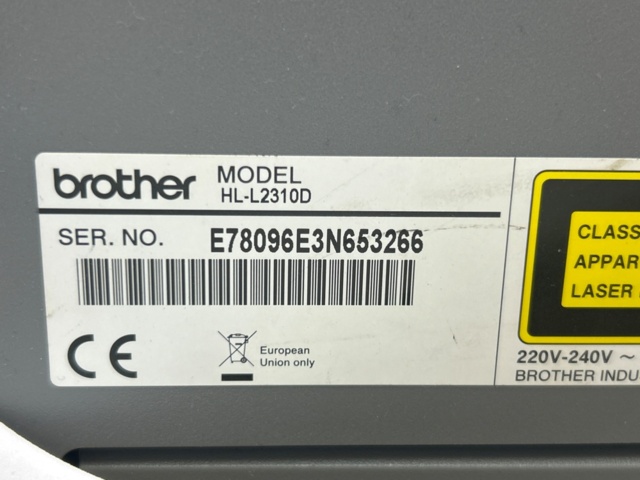 brother MODEL
HL-L2310D
SER. NO. E78096E3N653266
CE
European
Union only
CLASS
APPAR
LASER
220V-240V ~
BROTHER INDU